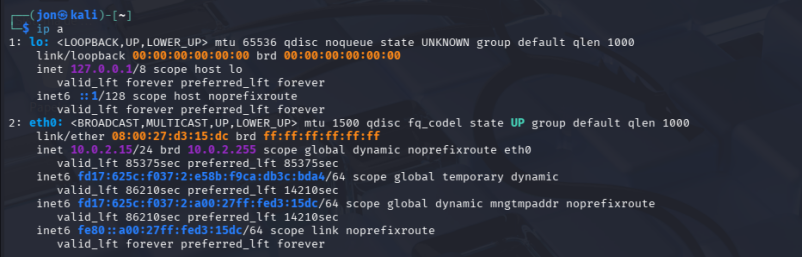 ┌──(jon㉿kali)-[~]
└─$ ip a
1: lo: <LOOPBACK,UP,LOWER_UP> mtu 65536 qdisc noqueue state UNKNOWN group default qlen 1000
    link/loopback 00:00:00:00:00:00 brd 00:00:00:00:00:00
    inet 127.0.0.1/8 scope host lo
       valid_lft forever preferred_lft forever
    inet6 ::1/128 scope host noprefixroute
       valid_lft forever preferred_lft forever
2: eth0: <BROADCAST,MULTICAST,UP,LOWER_UP> mtu 1500 qdisc fq_codel state UP group default qlen 1000
    link/ether 08:00:27:d3:15:dc brd ff:ff:ff:ff:ff:ff
    inet 10.0.2.15/24 brd 10.0.2.255 scope global dynamic noprefixroute eth0
       valid_lft 85375sec preferred_lft 85375sec
    inet6 fd17:625c:f037:2:e58b:f9ca:db3c:bda4/64 scope global temporary dynamic
       valid_lft 86210sec preferred_lft 14210sec
    inet6 fd17:625c:f037:2:a00:27ff:fed3:15dc/64 scope global dynamic mngtmpaddr noprefixroute
       valid_lft 86210sec preferred_lft 14210sec
    inet6 fe80::a00:27ff:fed3:15dc/64 scope link noprefixroute
       valid_lft forever preferred_lft forever